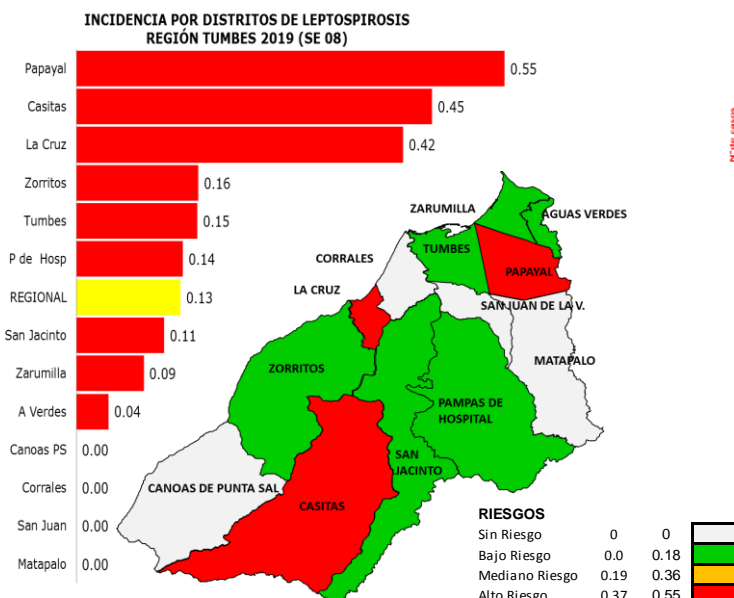 INCIDENCIA POR DISTRITOS DE LEPTOSPIROSIS
REGIÓN TUMBES 2019 (SE 08)
Papayal 0.55
Casitas 0.45
La Cruz 0.42
Zorritos 0.16
Tumbes 0.15
P de Hosp 0.14
REGIONAL 0.13
San Jacinto 0.11
Zarumilla 0.09
A Verdes 0.04
Canoas PS 0.00
Corrales 0.00
San Juan 0.00
Matapalo 0.00
N°de casos
ZARUMILLA
AGUAS VERDES
TUMBES
CORRALES
PAPAYAL
LA CRUZ
SAN JUAN DE LA V.
MATAPALO
ZORRITOS
PAMPAS DE
HOSPITAL
SAN
JACINTO
CANOAS DE PUNTA SAL
CASITAS
RIESGOS
Sin Riesgo 0 0
Bajo Riesgo 0.0 0.18
Mediano Riesgo 0.19 0.36
Alto Riesgo 0.37 0.55